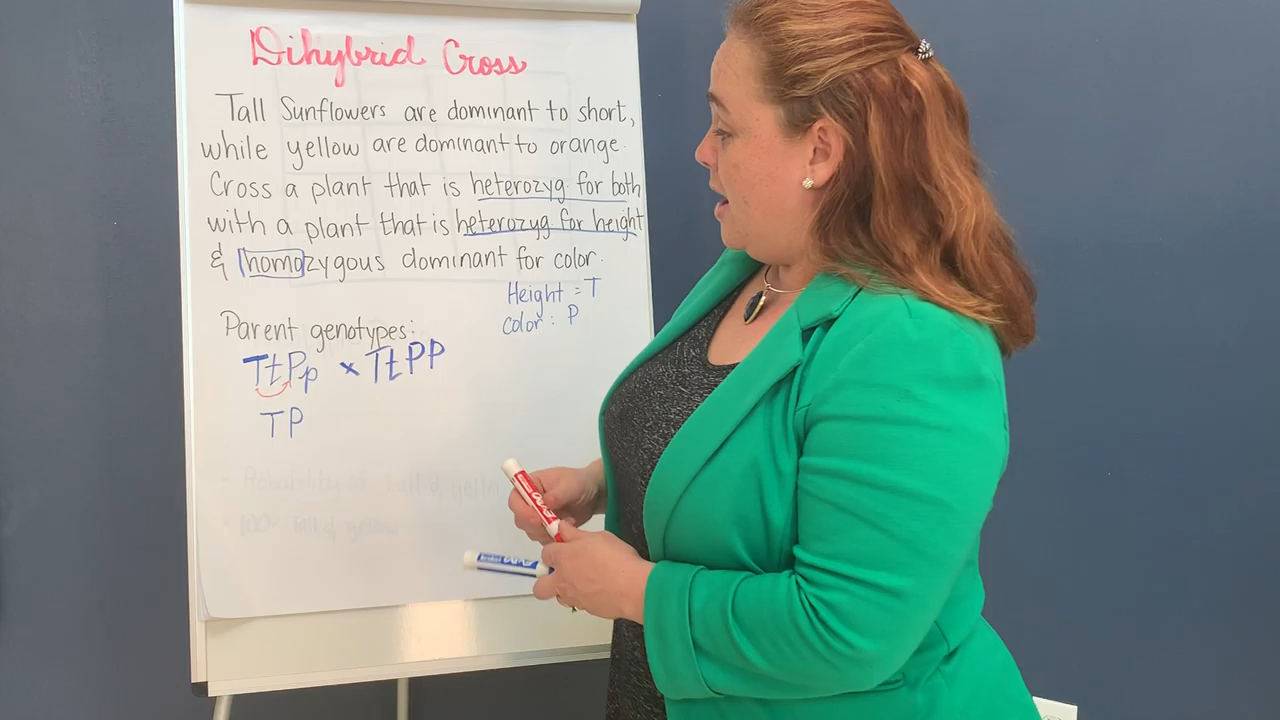 Dihybrid Cross
Tall Sunflowers are dominant to short,
while yellow are dominant to orange.
Cross a plant that is heterozyg. for both
with a plant that is heterozyg for height
& homozygous dominant for color.
Height = T
Color : P
Parent genotypes:
TtPp × TtPP
TP
EXPO
EXPO